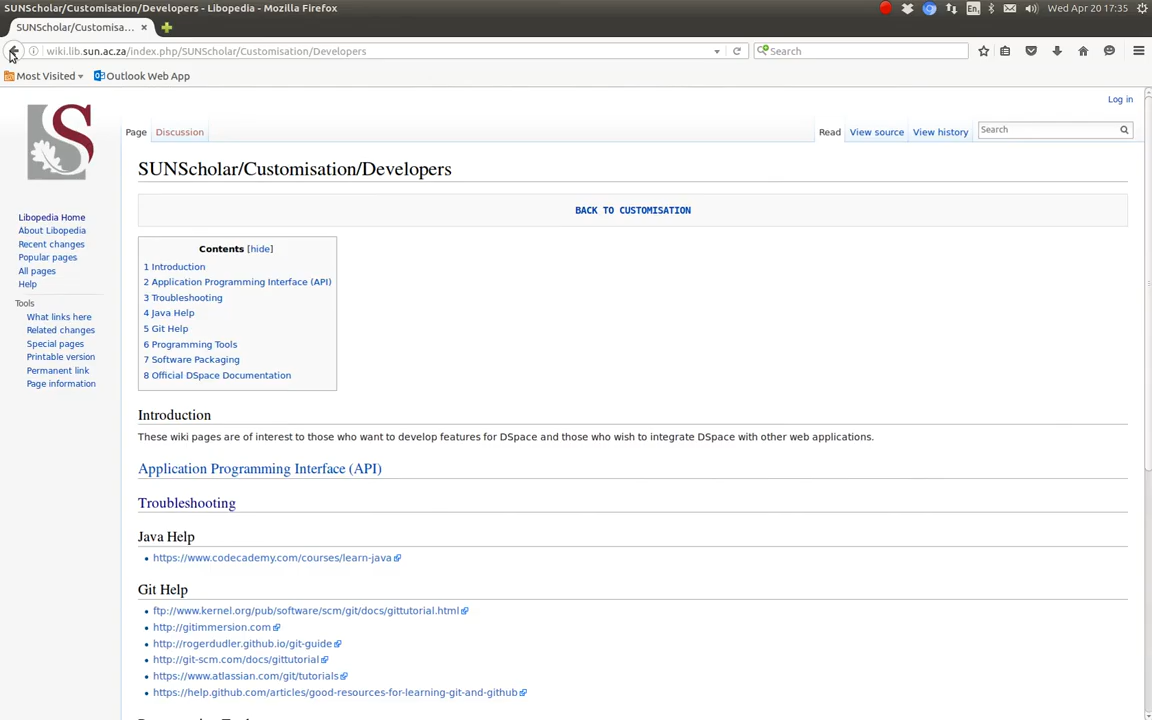 SUNScholar/Customisation/Developers - Libopedia - Mozilla Firefox
En
Wed Apr 20 17:35
SUNScholar/Customisa...
wiki.lib.sun.ac.za/index.php/SUNScholar/Customisation/Developers
Search
Most Visited
Outlook Web App
Log in
Page
Discussion
Read
View source
View history
Search
S
SUNScholar/Customisation/Developers
BACK TO CUSTOMISATION
Libopedia Home
About Libopedia
Recent changes
Popular pages
All pages
Help
Tools
What links here
Related changes
Special pages
Printable version
Permanent link
Page information
Contents [hide]
1 Introduction
2 Application Programming Interface (API)
3 Troubleshooting
4 Java Help
5 Git Help
6 Programming Tools
7 Software Packaging
8 Official DSpace Documentation
Introduction
These wiki pages are of interest to those who want to develop features for DSpace and those who wish to integrate DSpace with other web applications.
Application Programming Interface (API)
Troubleshooting
Java Help
https://www.codecademy.com/courses/learn-java
Git Help
ftp://www.kernel.org/pub/software/scm/git/docs/gittutorial.html
http://gitimmersion.com
http://rogerdudler.github.io/git-guide
http://git-scm.com/docs/gittutorial
https://www.atlassian.com/git/tutorials
https://help.github.com/articles/good-resources-for-learning-git-and-github